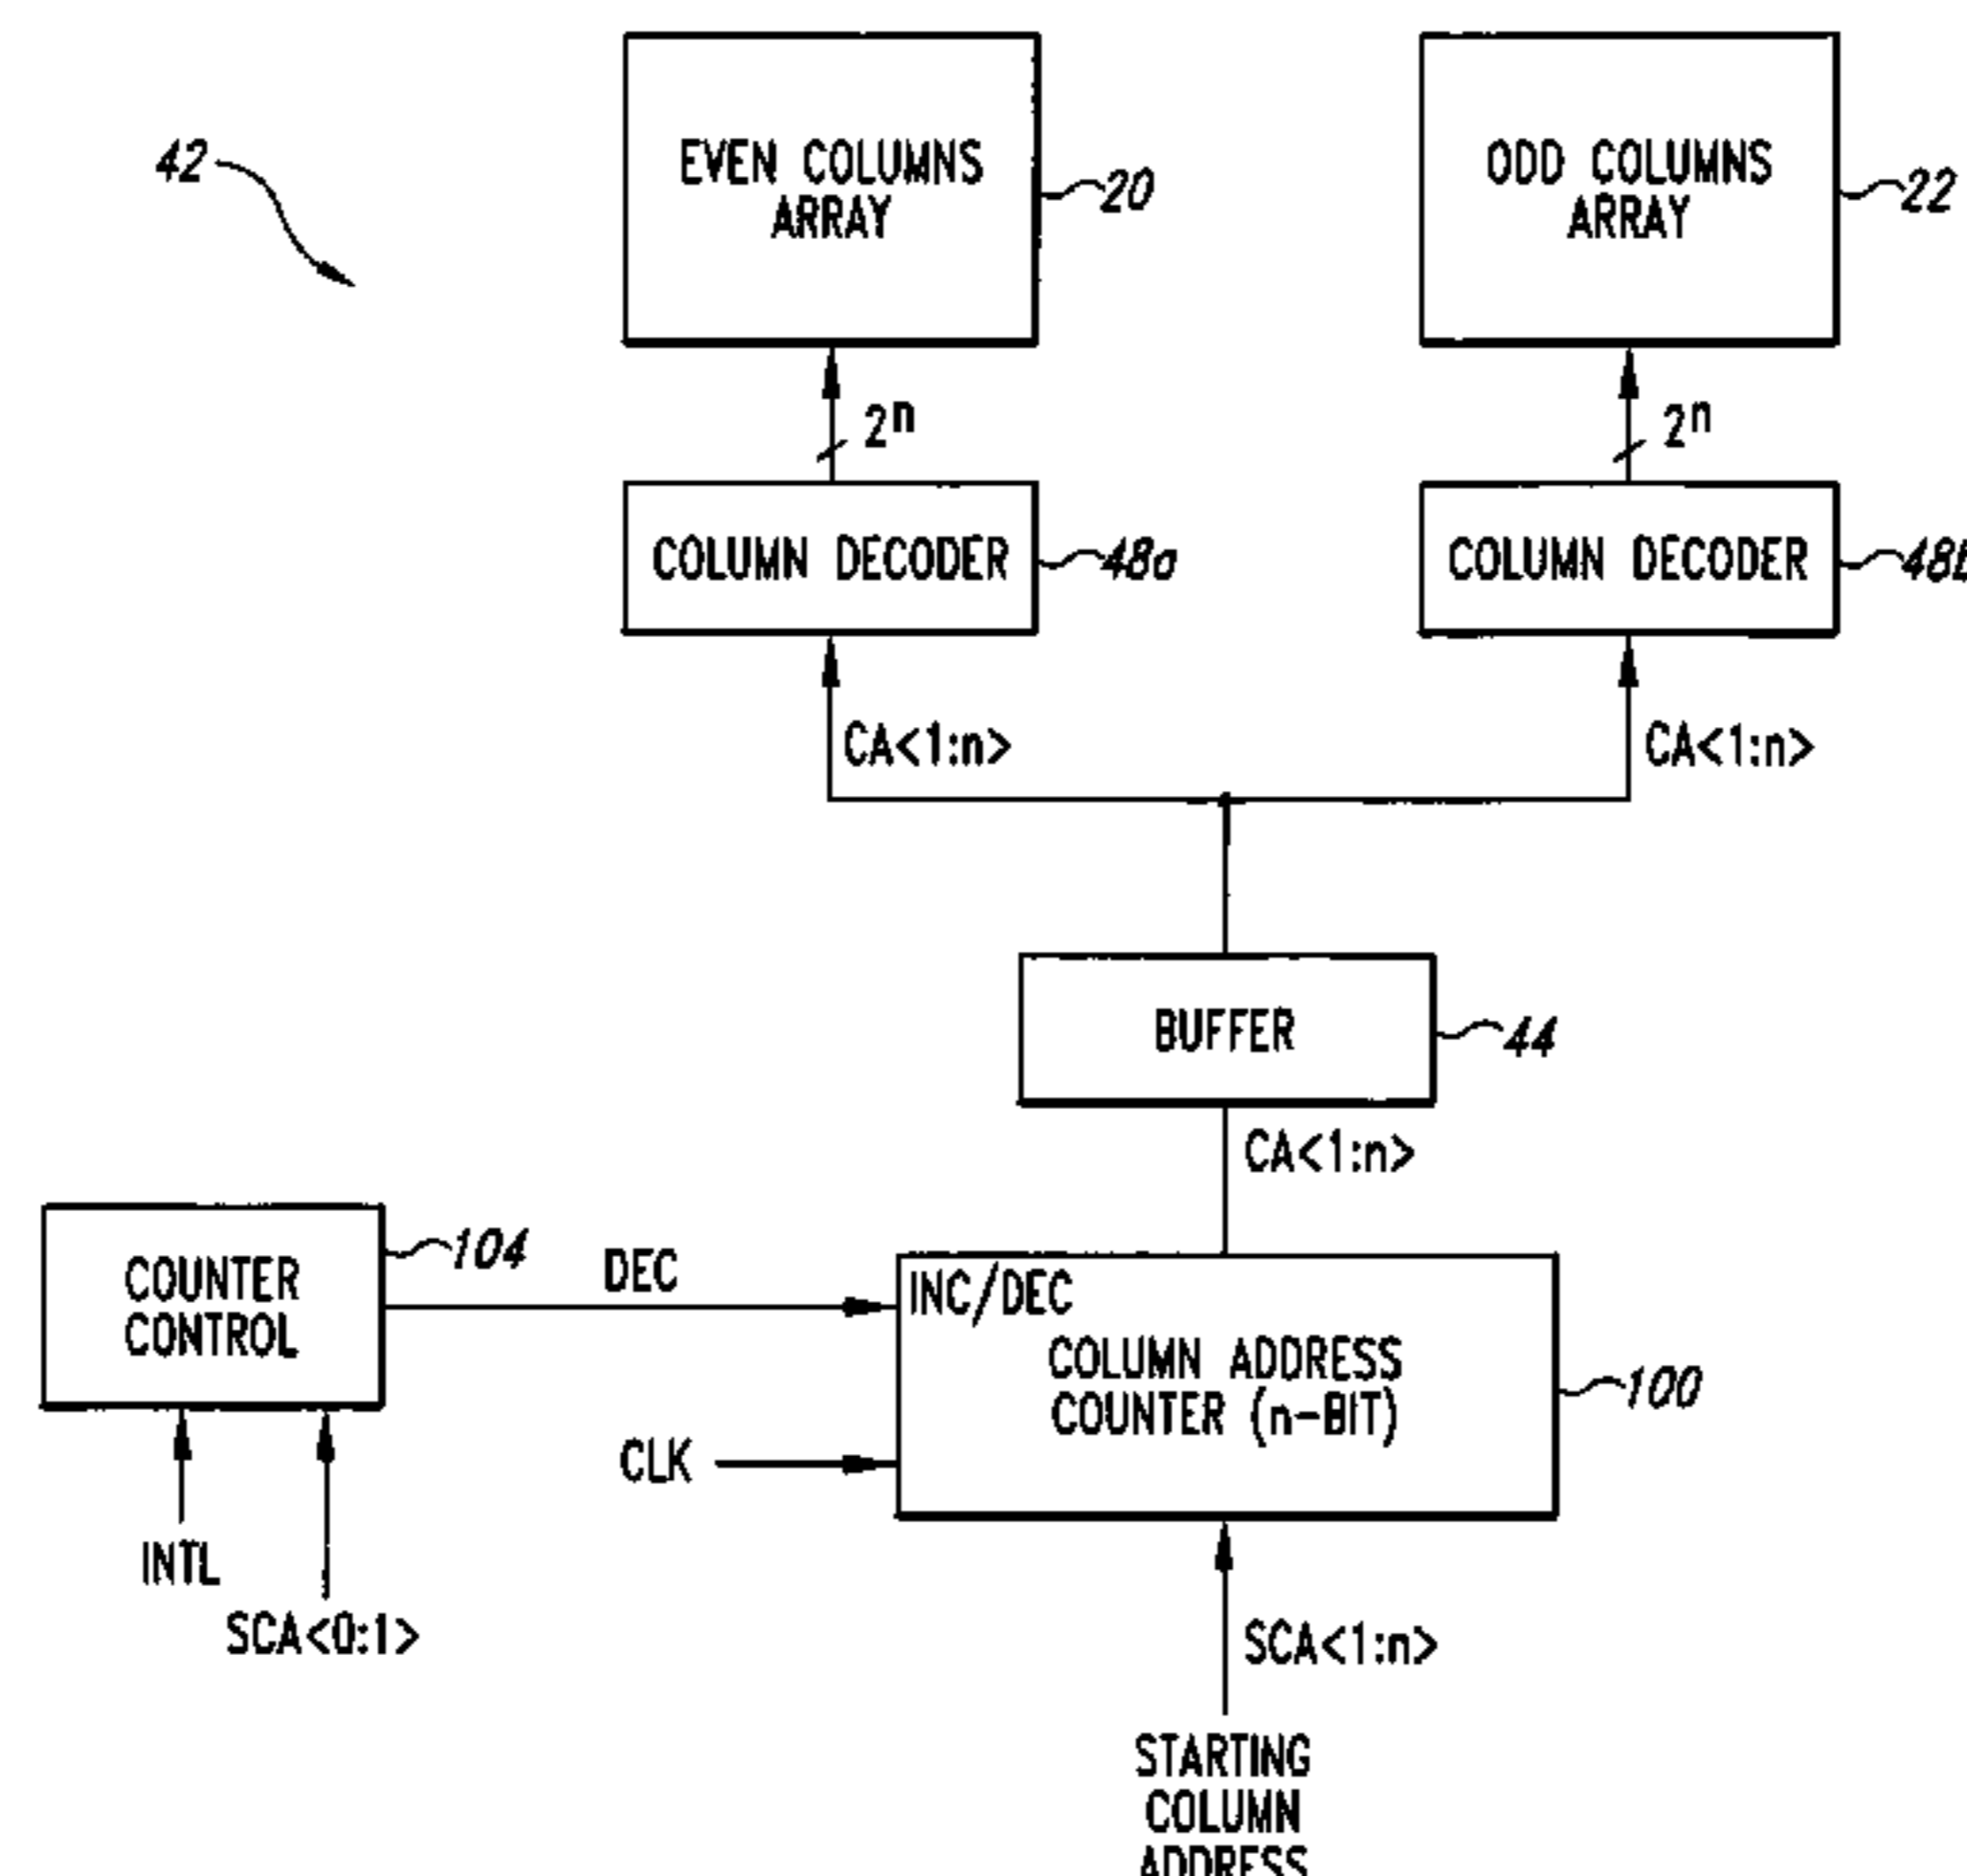 42
EVEN COLUMNS
ARRAY
20
ODD COLUMNS
ARRAY
22
2ⁿ
2ⁿ
COLUMN DECODER
48a
COLUMN DECODER
48b
CA<1:n>
CA<1:n>
BUFFER
44
CA<1:n>
COUNTER
CONTROL
104
DEC
INC/DEC
COLUMN ADDRESS
COUNTER (n-BIT)
100
CLK
INTL
SCA<0:1>
SCA<1:n>
STARTING
COLUMN
ADDRESS